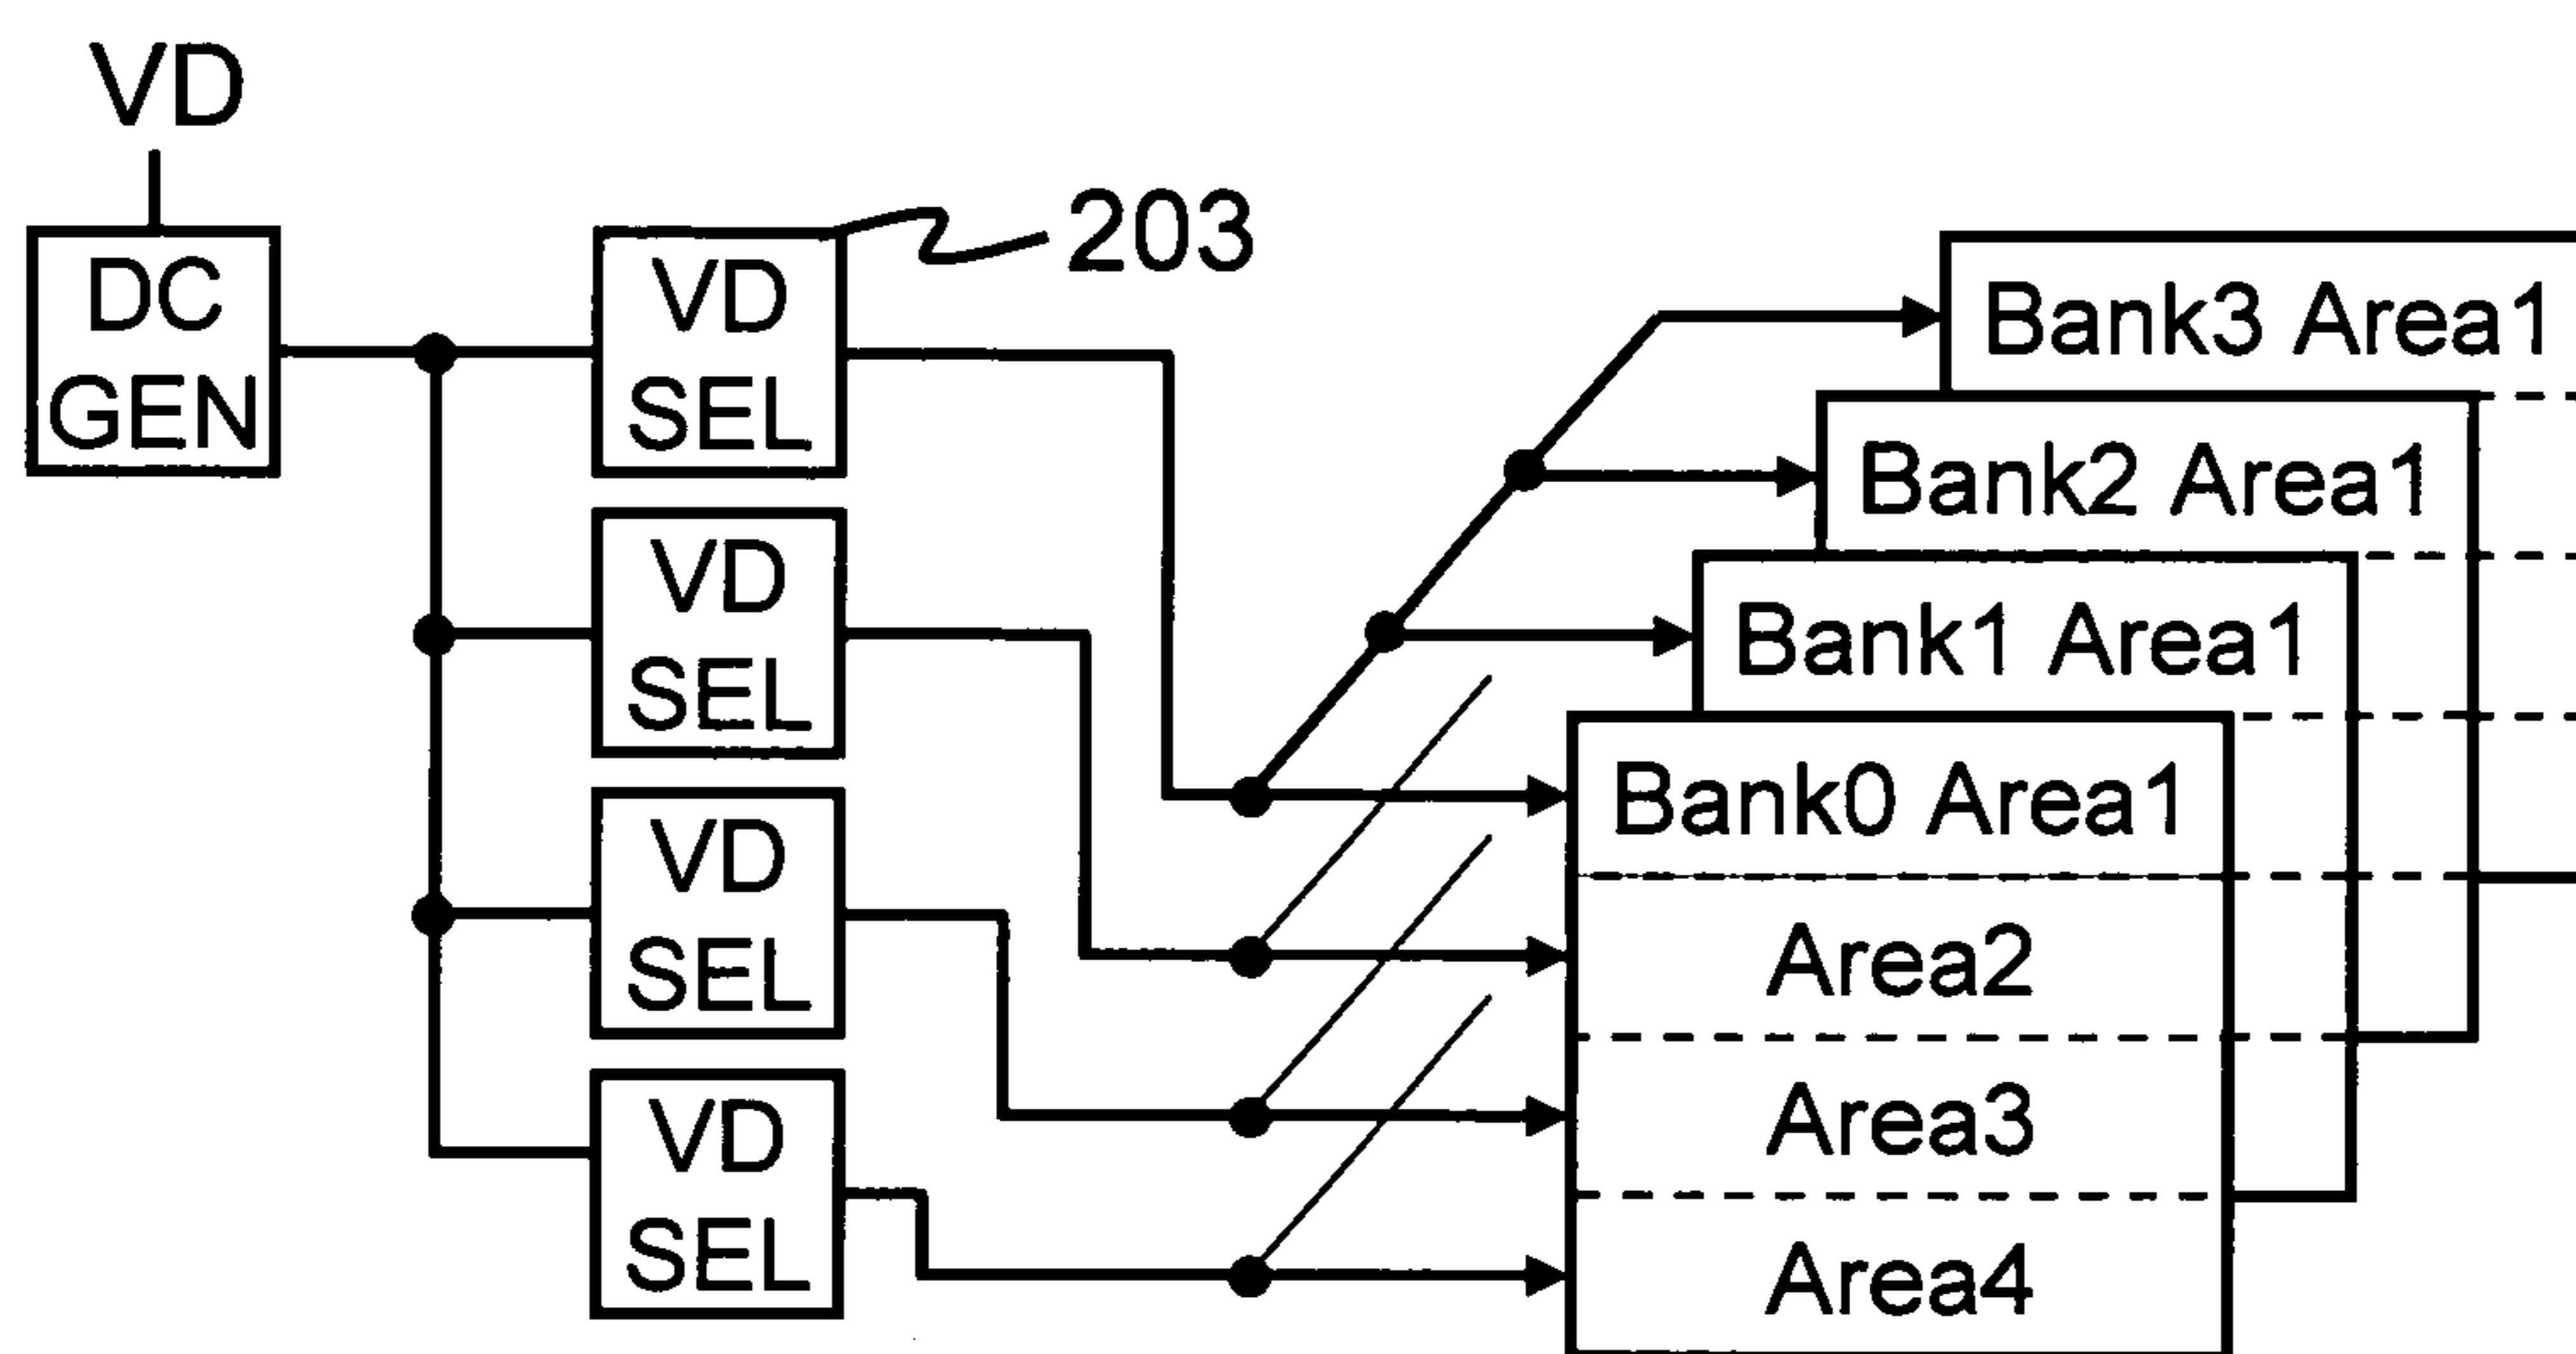 VD
DC
GEN
VD
SEL
203
VD
SEL
VD
SEL
VD
SEL
Bank3 Area1
Bank2 Area1
Bank1 Area1
Bank0 Area1
Area2
Area3
Area4